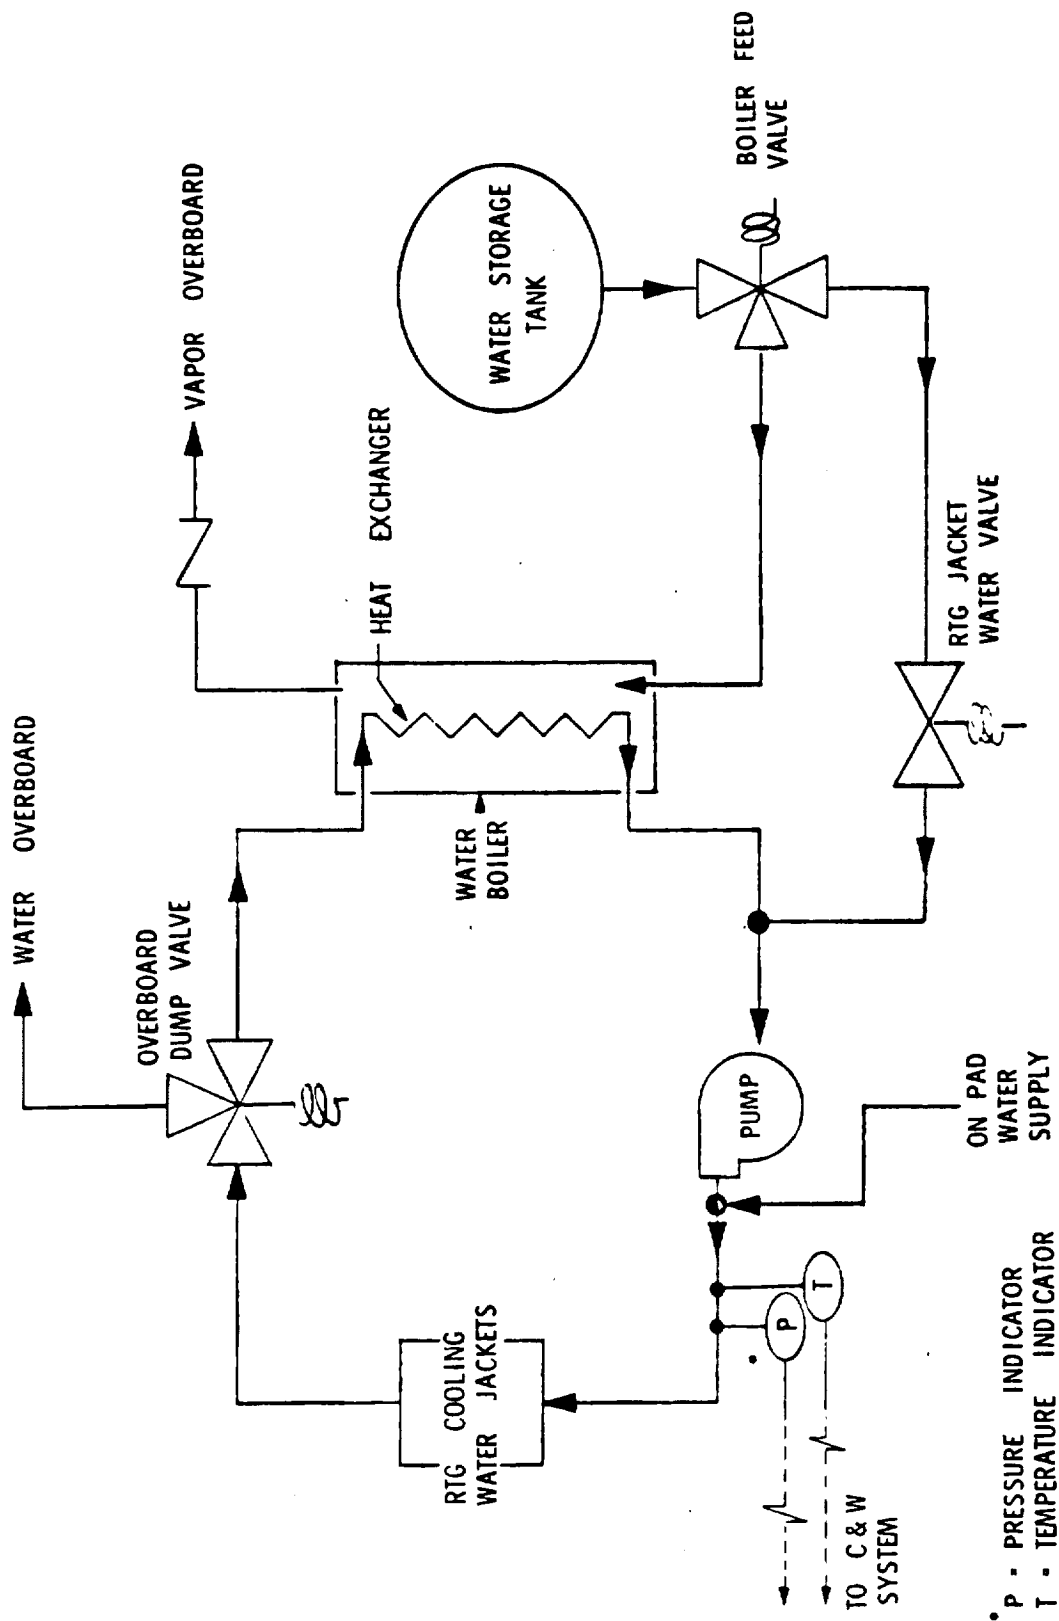 WATER OVERBOARD
OVERBOARD
DUMP VALVE
VAPOR OVERBOARD
HEAT EXCHANGER
WATER
BOILER
WATER STORAGE
TANK
BOILER FEED
VALVE
RTG JACKET
WATER VALVE
RTG COOLING
WATER JACKETS
PUMP
P
T
ON PAD
WATER
SUPPLY
TO C & W
SYSTEM
P - PRESSURE INDICATOR
T - TEMPERATURE INDICATOR